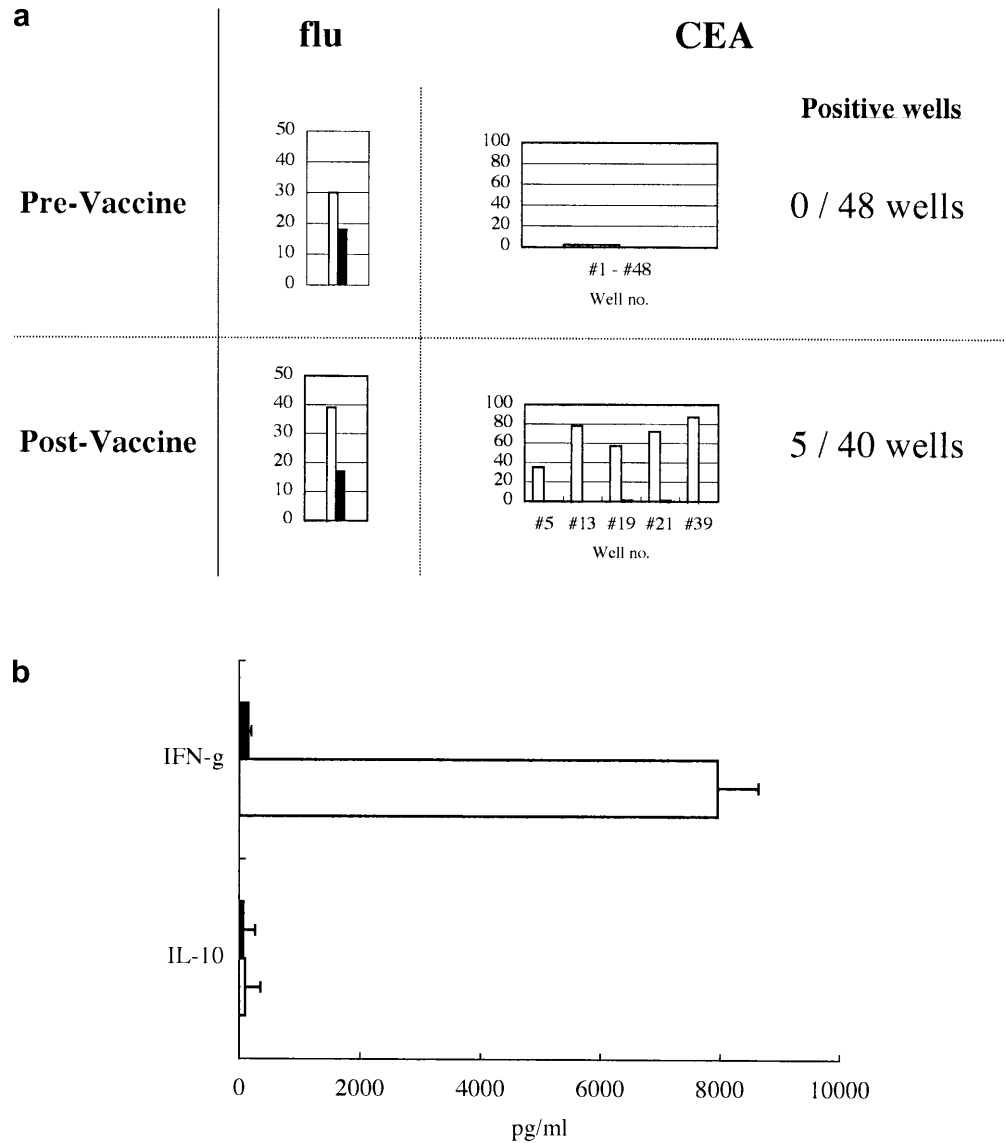 a
flu
CEA
Positive wells
Pre-Vaccine
50
40
30
20
10
0
100
80
60
40
20
0
#1 - #48
Well no.
0 / 48 wells
Post-Vaccine
50
40
30
20
10
0
100
80
60
40
20
0
#5 #13 #19 #21 #39
Well no.
5 / 40 wells
b
IFN-g
IL-10
0 2000 4000 6000 8000 10000
pg/ml